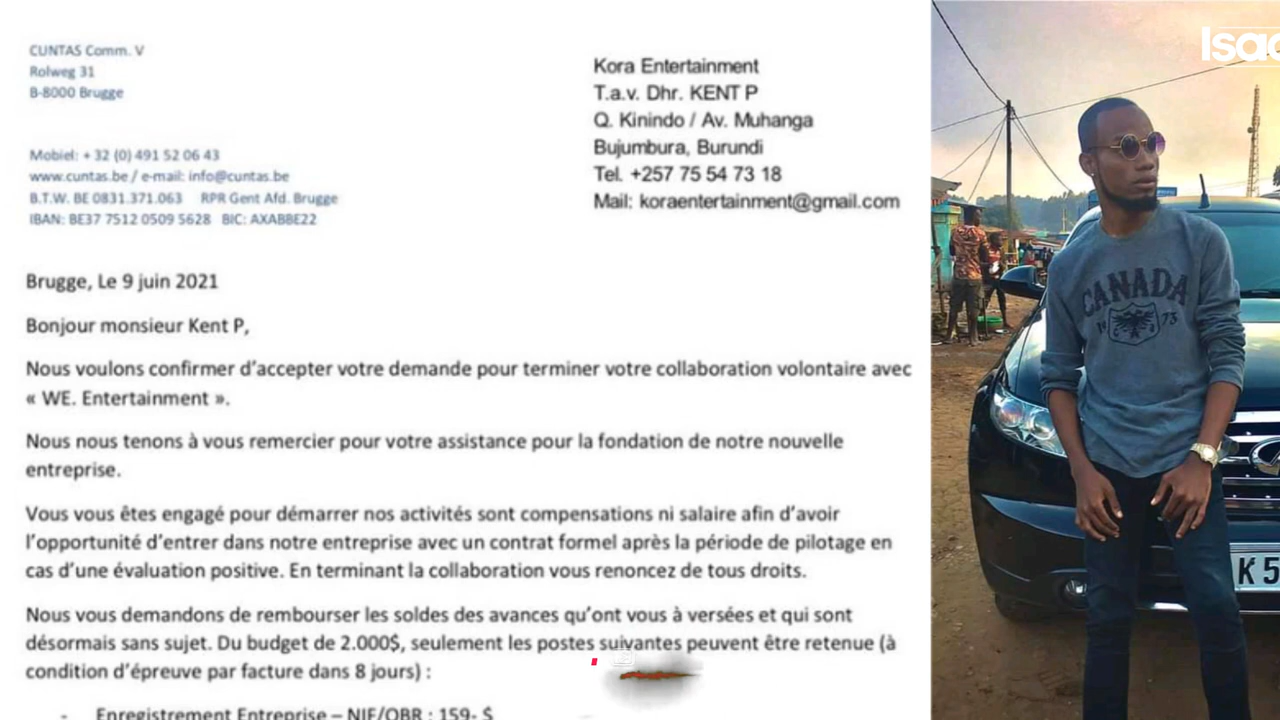 CUNTAS Comm. V
Rolweg 31
B-8000 Brugge
Mobiel: + 32 (0) 491 52 06 43
www.cuntas.be / e-mail: info@cuntas.be
B.T.W. BE 0831.371.063 RPR Gent Afd. Brugge
IBAN: BE37 7512 0509 5628 BIC: AXABBE22
Kora Entertainment
T.a.v. Dhr. KENT P
Q. Kinindo / Av. Muhanga
Bujumbura, Burundi
Tel. +257 75 54 73 18
Mail: koraentertainment@gmail.com
Brugge, Le 9 juin 2021
Bonjour monsieur Kent P,
Nous voulons confirmer d’accepter votre demande pour terminer votre collaboration volontaire avec
« WE. Entertainment ».
Nous nous tenons à vous remercier pour votre assistance pour la fondation de notre nouvelle
entreprise.
Vous vous êtes engagé pour démarrer nos activités sont compensations ni salaire afin d’avoir
l’opportunité d’entrer dans notre entreprise avec un contrat formel après la période de pilotage en
cas d’une évaluation positive. En terminant la collaboration vous renoncez de tous droits.
Nous vous demandons de rembourser les soldes des avances qu’ont vous à versées et qui sont
désormais sans sujet. Du budget de 2.000$, seulement les postes suivantes peuvent être retenue (à
condition d’épreuve par facture dans 8 jours) :
- Enregistrement Entreprise – NIF/OBR : 159- $
Isac
CANADA
1973
K 5